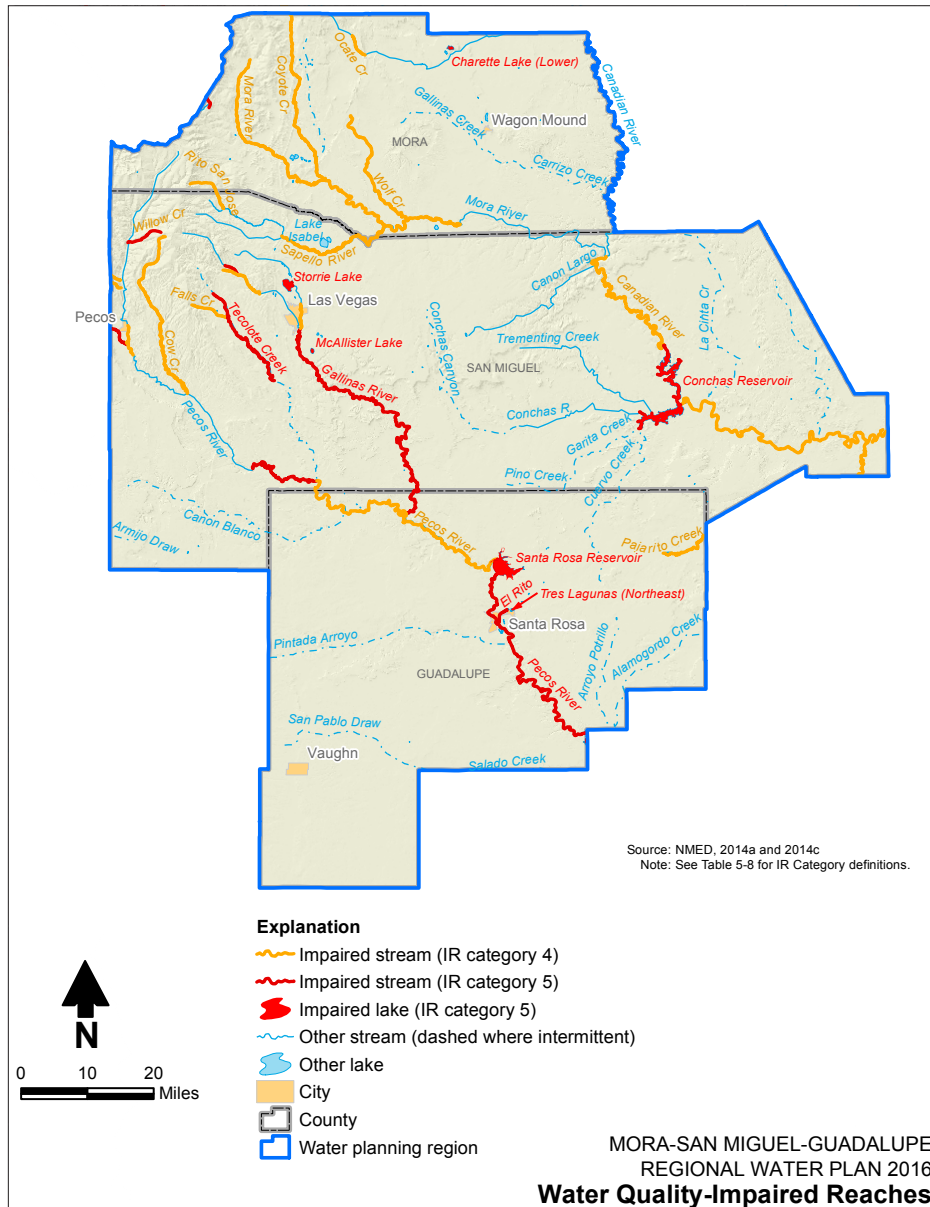 Ocate Cr
Charette Lake (Lower)
Coyote Cr
Mora River
Canadian River
Gallinas Creek
Wagon Mound
MORA
Carrizo Creek
Rito San Jose
Wolf Cr
Mora River
Willow Cr
Lake
Isabel
Sapello River
Canon Largo
Storrie Lake
Las Vegas
Falls Cr
Tecolote Creek
Pecos
Cow Cr
McAllister Lake
Gallinas River
Conchas Canyon
Trementing Creek
Canadian River
La Cinta Cr
SAN MIGUEL
Conchas Reservoir
Conchas R.
Garita Creek
Pecos River
Pino Creek
Cuervo Creek
Canon Blanco
Armijo Draw
Pecos River
Pajarito Creek
Santa Rosa Reservoir
El Rito
Tres Lagunas (Northeast)
Santa Rosa
Pintada Arroyo
Arroyo Potrillo
Alamogordo Creek
GUADALUPE
Pecos River
San Pablo Draw
Vaughn
Salado Creek
Source: NMED, 2014a and 2014c
Note: See Table 5-8 for IR Category definitions.
Explanation
Impaired stream (IR category 4)
Impaired stream (IR category 5)
Impaired lake (IR category 5)
Other stream (dashed where intermittent)
Other lake
City
County
Water planning region
N
0 10 20
Miles
MORA-SAN MIGUEL-GUADALUPE
REGIONAL WATER PLAN 2016
Water Quality-Impaired Reaches